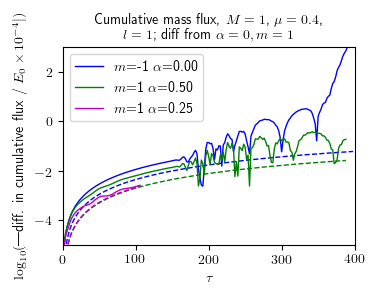 Cumulative mass flux, M = 1, μ = 0.4,
l = 1; diff from α = 0, m = 1
m=-1 α=0.00
m=1 α=0.50
m=1 α=0.25
log₁₀(—diff. in cumulative flux / E₀ × 10⁻⁴|)
2
0
−2
−4
0
100
200
300
400
τ